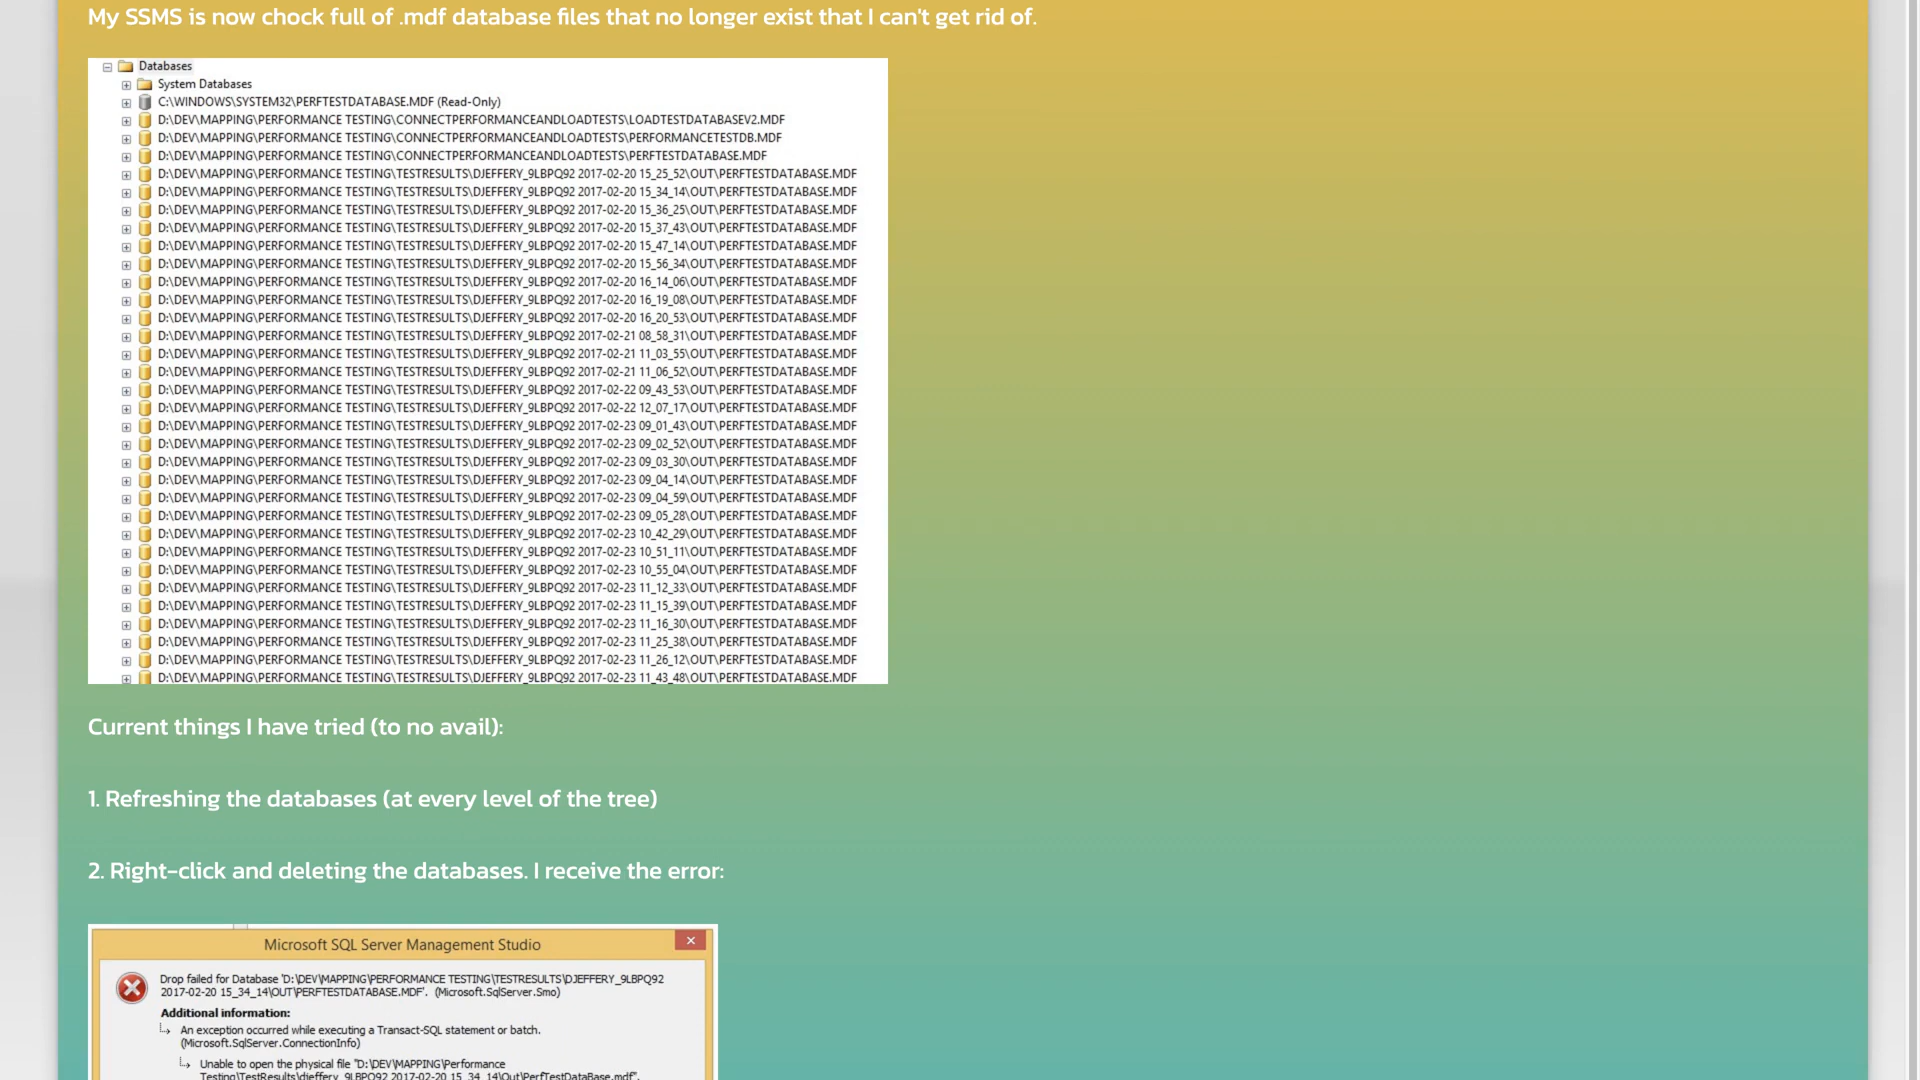 My SSMS is now chock full of .mdf database files that no longer exist that I can't get rid of.
Databases
System Databases
C:\WINDOWS\SYSTEM32\PERFTESTDATABASE.MDF (Read-Only)
D:\DEV\MAPPING\PERFORMANCE TESTING\CONNECTPERFORMANCEANDLOADTESTS\LOADTESTDATABASEV2.MDF
D:\DEV\MAPPING\PERFORMANCE TESTING\CONNECTPERFORMANCEANDLOADTESTS\PERFORMANCETESTDB.MDF
D:\DEV\MAPPING\PERFORMANCE TESTING\CONNECTPERFORMANCEANDLOADTESTS\PERFTESTDATABASE.MDF
D:\DEV\MAPPING\PERFORMANCE TESTING\TESTRESULTS\DJEFFERY_9LBPQ92 2017-02-20 15_25_52\OUT\PERFTESTDATABASE.MDF
D:\DEV\MAPPING\PERFORMANCE TESTING\TESTRESULTS\DJEFFERY_9LBPQ92 2017-02-20 15_34_14\OUT\PERFTESTDATABASE.MDF
D:\DEV\MAPPING\PERFORMANCE TESTING\TESTRESULTS\DJEFFERY_9LBPQ92 2017-02-20 15_36_25\OUT\PERFTESTDATABASE.MDF
D:\DEV\MAPPING\PERFORMANCE TESTING\TESTRESULTS\DJEFFERY_9LBPQ92 2017-02-20 15_37_43\OUT\PERFTESTDATABASE.MDF
D:\DEV\MAPPING\PERFORMANCE TESTING\TESTRESULTS\DJEFFERY_9LBPQ92 2017-02-20 15_47_14\OUT\PERFTESTDATABASE.MDF
D:\DEV\MAPPING\PERFORMANCE TESTING\TESTRESULTS\DJEFFERY_9LBPQ92 2017-02-20 15_56_34\OUT\PERFTESTDATABASE.MDF
D:\DEV\MAPPING\PERFORMANCE TESTING\TESTRESULTS\DJEFFERY_9LBPQ92 2017-02-20 16_14_06\OUT\PERFTESTDATABASE.MDF
D:\DEV\MAPPING\PERFORMANCE TESTING\TESTRESULTS\DJEFFERY_9LBPQ92 2017-02-20 16_19_08\OUT\PERFTESTDATABASE.MDF
D:\DEV\MAPPING\PERFORMANCE TESTING\TESTRESULTS\DJEFFERY_9LBPQ92 2017-02-20 16_20_53\OUT\PERFTESTDATABASE.MDF
D:\DEV\MAPPING\PERFORMANCE TESTING\TESTRESULTS\DJEFFERY_9LBPQ92 2017-02-21 08_58_31\OUT\PERFTESTDATABASE.MDF
D:\DEV\MAPPING\PERFORMANCE TESTING\TESTRESULTS\DJEFFERY_9LBPQ92 2017-02-21 11_03_55\OUT\PERFTESTDATABASE.MDF
D:\DEV\MAPPING\PERFORMANCE TESTING\TESTRESULTS\DJEFFERY_9LBPQ92 2017-02-21 11_06_52\OUT\PERFTESTDATABASE.MDF
D:\DEV\MAPPING\PERFORMANCE TESTING\TESTRESULTS\DJEFFERY_9LBPQ92 2017-02-22 09_43_53\OUT\PERFTESTDATABASE.MDF
D:\DEV\MAPPING\PERFORMANCE TESTING\TESTRESULTS\DJEFFERY_9LBPQ92 2017-02-22 12_07_17\OUT\PERFTESTDATABASE.MDF
D:\DEV\MAPPING\PERFORMANCE TESTING\TESTRESULTS\DJEFFERY_9LBPQ92 2017-02-23 09_01_43\OUT\PERFTESTDATABASE.MDF
D:\DEV\MAPPING\PERFORMANCE TESTING\TESTRESULTS\DJEFFERY_9LBPQ92 2017-02-23 09_02_52\OUT\PERFTESTDATABASE.MDF
D:\DEV\MAPPING\PERFORMANCE TESTING\TESTRESULTS\DJEFFERY_9LBPQ92 2017-02-23 09_03_30\OUT\PERFTESTDATABASE.MDF
D:\DEV\MAPPING\PERFORMANCE TESTING\TESTRESULTS\DJEFFERY_9LBPQ92 2017-02-23 09_04_14\OUT\PERFTESTDATABASE.MDF
D:\DEV\MAPPING\PERFORMANCE TESTING\TESTRESULTS\DJEFFERY_9LBPQ92 2017-02-23 09_04_59\OUT\PERFTESTDATABASE.MDF
D:\DEV\MAPPING\PERFORMANCE TESTING\TESTRESULTS\DJEFFERY_9LBPQ92 2017-02-23 09_05_28\OUT\PERFTESTDATABASE.MDF
D:\DEV\MAPPING\PERFORMANCE TESTING\TESTRESULTS\DJEFFERY_9LBPQ92 2017-02-23 10_42_29\OUT\PERFTESTDATABASE.MDF
D:\DEV\MAPPING\PERFORMANCE TESTING\TESTRESULTS\DJEFFERY_9LBPQ92 2017-02-23 10_51_11\OUT\PERFTESTDATABASE.MDF
D:\DEV\MAPPING\PERFORMANCE TESTING\TESTRESULTS\DJEFFERY_9LBPQ92 2017-02-23 10_55_04\OUT\PERFTESTDATABASE.MDF
D:\DEV\MAPPING\PERFORMANCE TESTING\TESTRESULTS\DJEFFERY_9LBPQ92 2017-02-23 11_12_33\OUT\PERFTESTDATABASE.MDF
D:\DEV\MAPPING\PERFORMANCE TESTING\TESTRESULTS\DJEFFERY_9LBPQ92 2017-02-23 11_15_39\OUT\PERFTESTDATABASE.MDF
D:\DEV\MAPPING\PERFORMANCE TESTING\TESTRESULTS\DJEFFERY_9LBPQ92 2017-02-23 11_16_30\OUT\PERFTESTDATABASE.MDF
D:\DEV\MAPPING\PERFORMANCE TESTING\TESTRESULTS\DJEFFERY_9LBPQ92 2017-02-23 11_25_38\OUT\PERFTESTDATABASE.MDF
D:\DEV\MAPPING\PERFORMANCE TESTING\TESTRESULTS\DJEFFERY_9LBPQ92 2017-02-23 11_26_12\OUT\PERFTESTDATABASE.MDF
D:\DEV\MAPPING\PERFORMANCE TESTING\TESTRESULTS\DJEFFERY_9LBPQ92 2017-02-23 11_43_48\OUT\PERFTESTDATABASE.MDF
Current things I have tried (to no avail):
1. Refreshing the databases (at every level of the tree)
2. Right-click and deleting the databases. I receive the error:
Microsoft SQL Server Management Studio
Drop failed for Database 'D:\DEV\MAPPING\PERFORMANCE TESTING\TESTRESULTS\DJEFFERY_9LBPQ92
2017-02-20 15_34_14\OUT\PERFTESTDATABASE.MDF'. (Microsoft.SqlServer.Smo)
Additional information:
An exception occurred while executing a Transact-SQL statement or batch.
(Microsoft.SqlServer.ConnectionInfo)
Unable to open the physical file "D:\DEV\MAPPING\Performance
Testing\TestResults\djeffery_9LBPQ92 2017-02-20 15_34_14\Out\PerfTestDataBase.mdf".